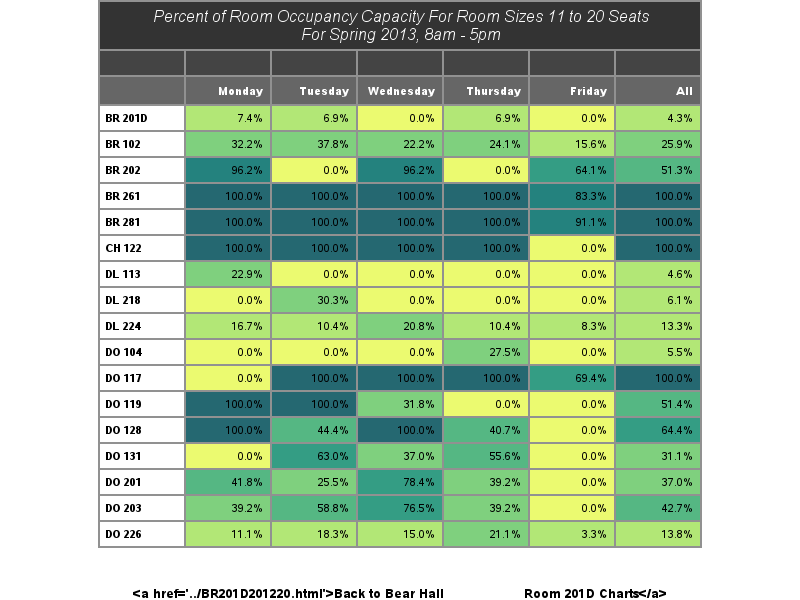 Percent of Room Occupancy Capacity For Room Sizes 11 to 20 Seats
For Spring 2013, 8am - 5pm
Monday Tuesday Wednesday Thursday Friday All
BR 201D 7.4% 6.9% 0.0% 6.9% 0.0% 4.3%
BR 102 32.2% 37.8% 22.2% 24.1% 15.6% 25.9%
BR 202 96.2% 0.0% 96.2% 0.0% 64.1% 51.3%
BR 261 100.0% 100.0% 100.0% 100.0% 83.3% 100.0%
BR 281 100.0% 100.0% 100.0% 100.0% 91.1% 100.0%
CH 122 100.0% 100.0% 100.0% 100.0% 0.0% 100.0%
DL 113 22.9% 0.0% 0.0% 0.0% 0.0% 4.6%
DL 218 0.0% 30.3% 0.0% 0.0% 0.0% 6.1%
DL 224 16.7% 10.4% 20.8% 10.4% 8.3% 13.3%
DO 104 0.0% 0.0% 0.0% 27.5% 0.0% 5.5%
DO 117 0.0% 100.0% 100.0% 100.0% 69.4% 100.0%
DO 119 100.0% 100.0% 31.8% 0.0% 0.0% 51.4%
DO 128 100.0% 44.4% 100.0% 40.7% 0.0% 64.4%
DO 131 0.0% 63.0% 37.0% 55.6% 0.0% 31.1%
DO 201 41.8% 25.5% 78.4% 39.2% 0.0% 37.0%
DO 203 39.2% 58.8% 76.5% 39.2% 0.0% 42.7%
DO 226 11.1% 18.3% 15.0% 21.1% 3.3% 13.8%
<a href='../BR201D201220.html'>Back to Bear Hall Room 201D Charts</a>